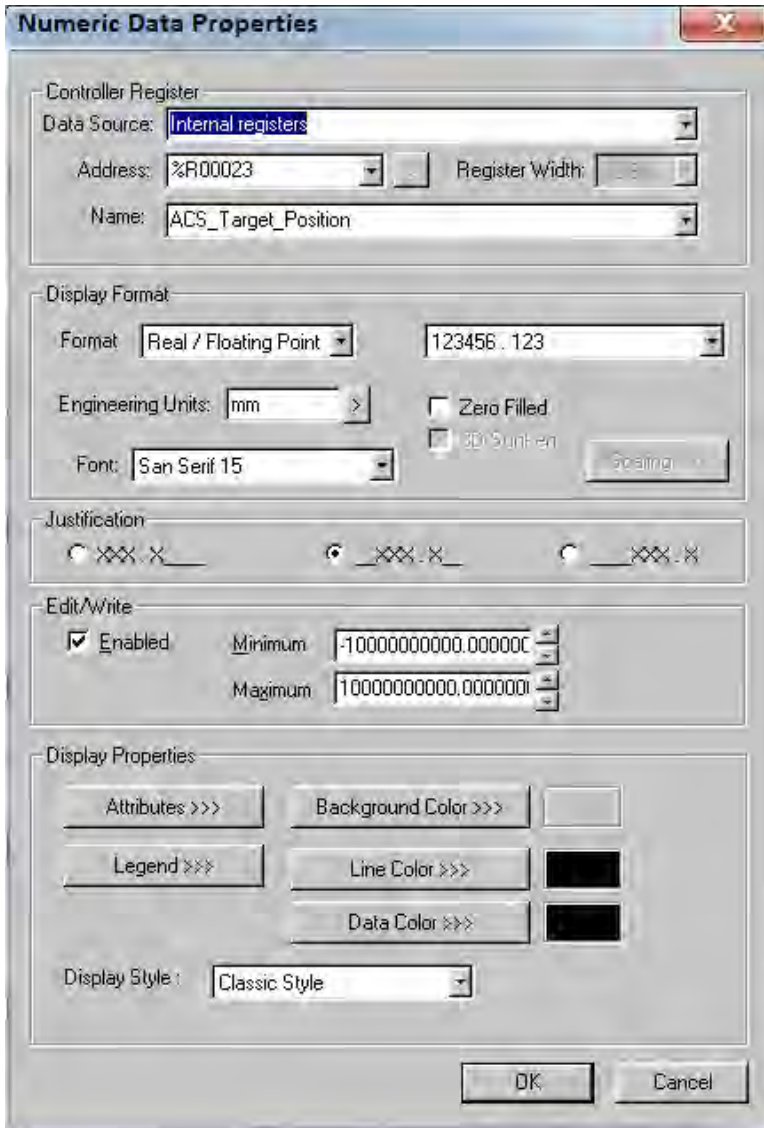 Numeric Data Properties
Controller Register
Data Source: Internal registers
Address: %R00023 Register Width:
Name: ACS_Target_Position
Display Format
Format Real / Floating Point 123456 . 123
Engineering Units: mm > Zero Filled
3D Sunken
Font: San Serif 15 Scaling
Justification
XXX . X___ __XXX . X__ ___XXX . X
Edit/Write
Enabled Minimum -10000000000.000000
Maximum 10000000000.0000000
Display Properties
Attributes >>> Background Color >>>
Legend >>> Line Color >>>
Data Color >>>
Display Style : Classic Style
OK Cancel